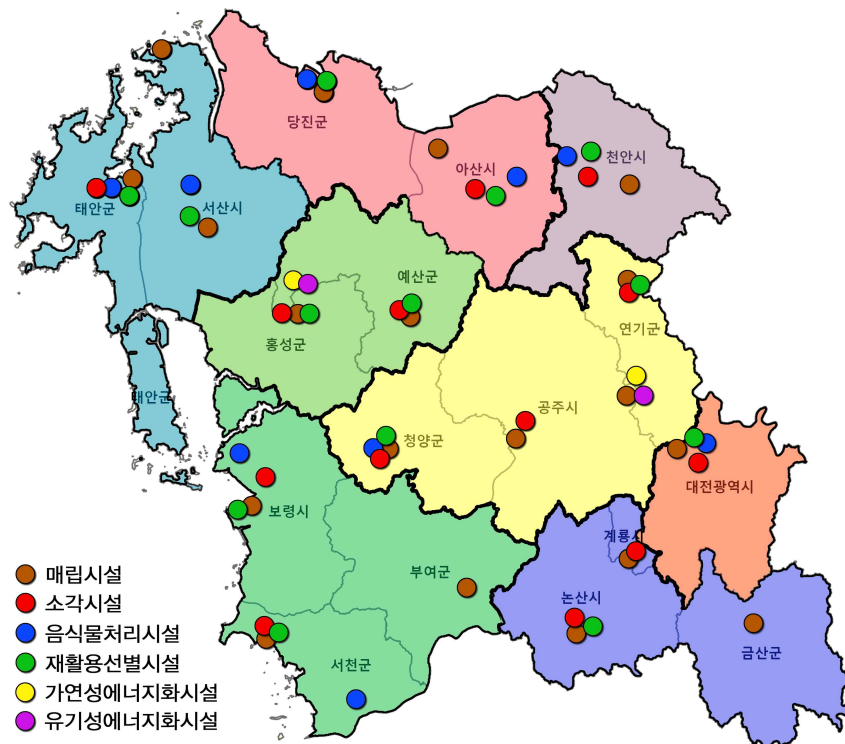 당진군
아산시
천안시
태안군
서산시
예산군
홍성군
연기군
태안군
공주시
청양군
대전광역시
보령시
계룡시
부여군
논산시
서천군
금산군
매립시설
소각시설
음식물처리시설
재활용선별시설
가연성에너지화시설
유기성에너지화시설